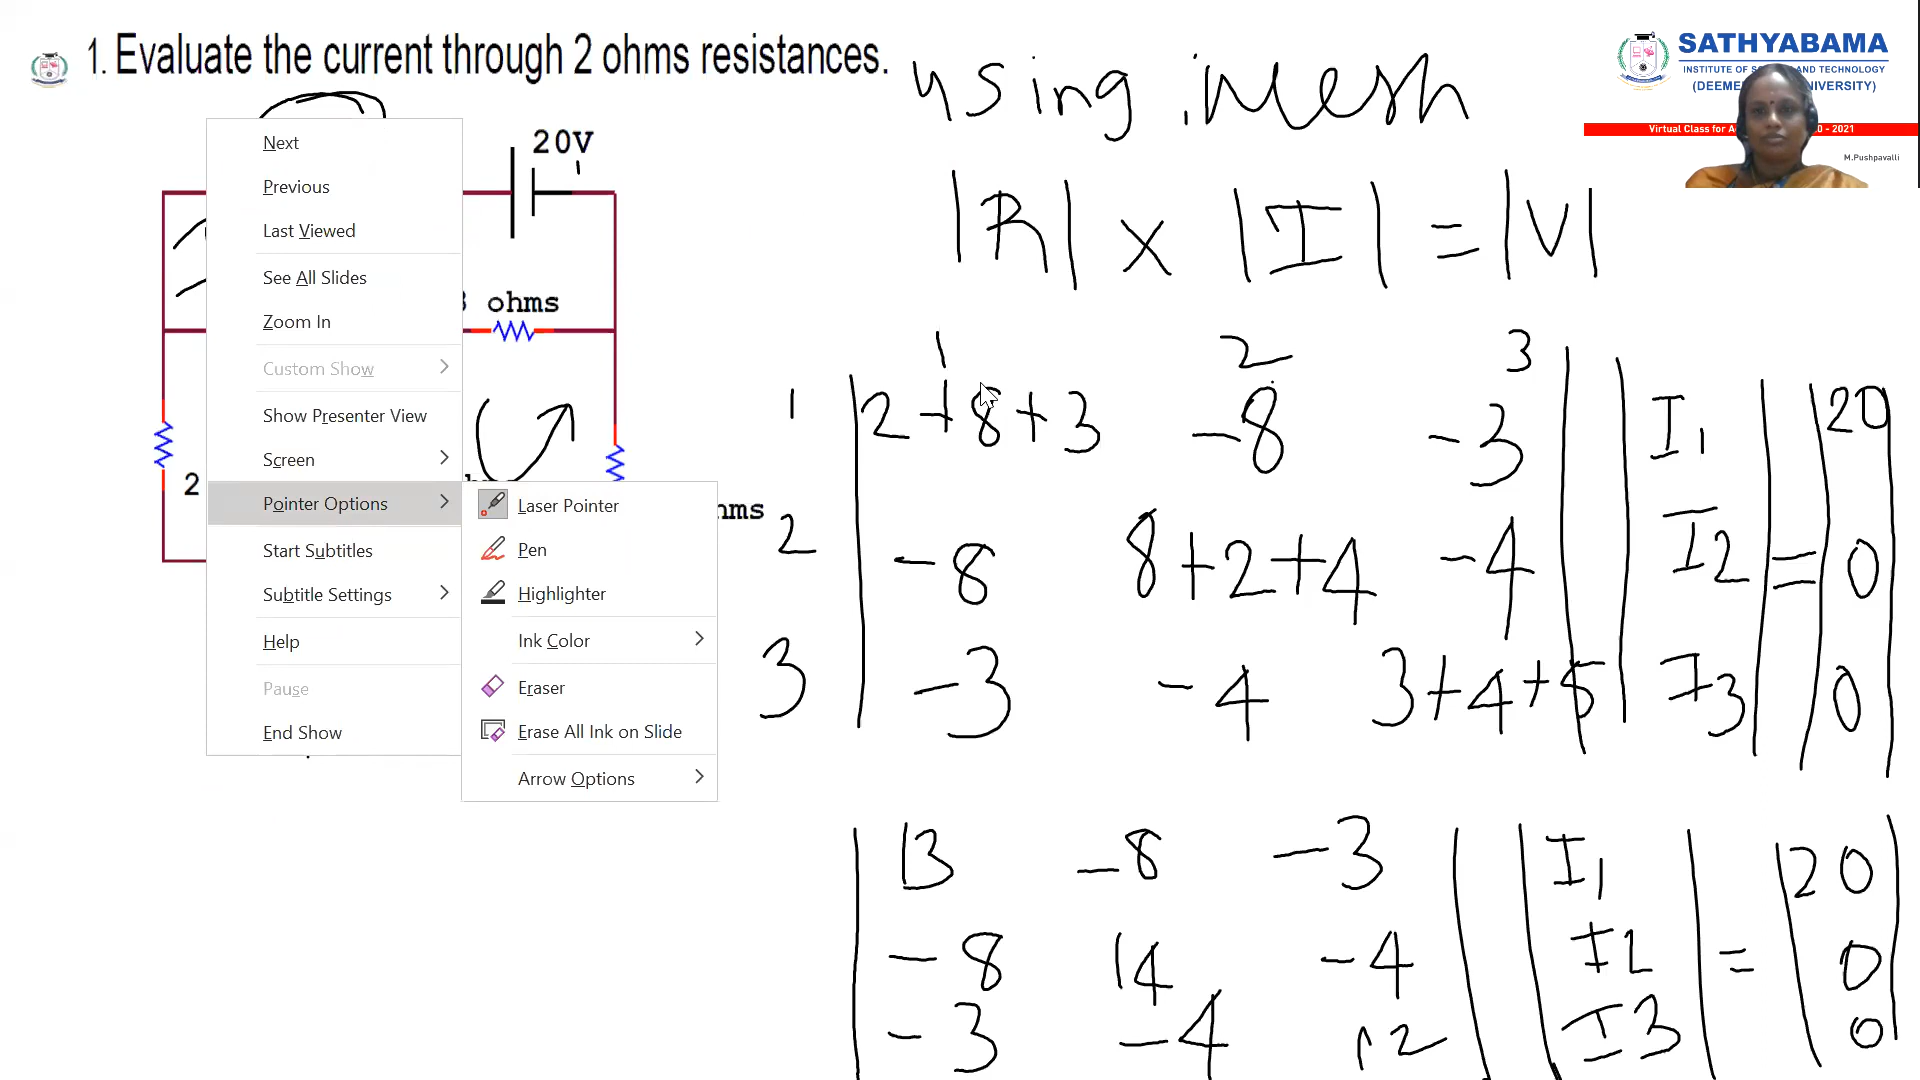 1. Evaluate the current through 2 ohms resistances. using mesh
SATHYABAMA
INSTITUTE OF AND TECHNOLOGY
(DEEME UNIVERSITY)
Virtual Class for A - 2021
M.Pushpavalli
20V
|R| x |I| = |V|
ohms
2
hms
1 2 3
1 2+8+3 -8 -3 I1 20
2 -8 8+2+4 -4 I2 = 0
3 -3 -4 3+4+5 I3 0
13 -8 -3 I1 20
-8 14 -4 I2 = 0
-3 -4 12 I3 0
Next
Previous
Last Viewed
See All Slides
Zoom In
Custom Show
Show Presenter View
Screen
Pointer Options
Start Subtitles
Subtitle Settings
Help
Pause
End Show
Laser Pointer
Pen
Highlighter
Ink Color
Eraser
Erase All Ink on Slide
Arrow Options